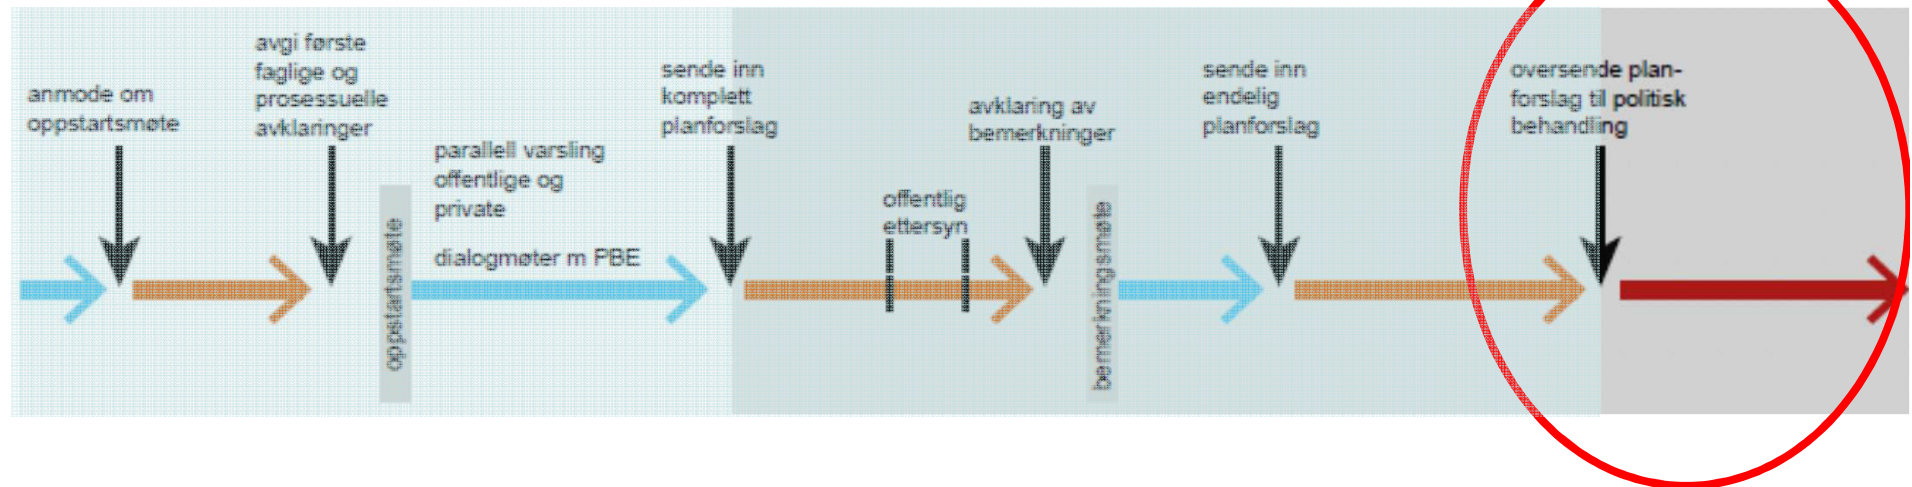 anmode om
oppstartsmøte
avgi første
faglige og
prosessuelle
avklaringer
oppstartsmøte
parallell varsling
offentlige og
private
dialogmøter m PBE
sende inn
komplett
planforslag
offentlig
ettersyn
avklaring av
bemerkninger
bemerkningsmøte
sende inn
endelig
planforslag
oversende plan-
forslag til politisk
behandling